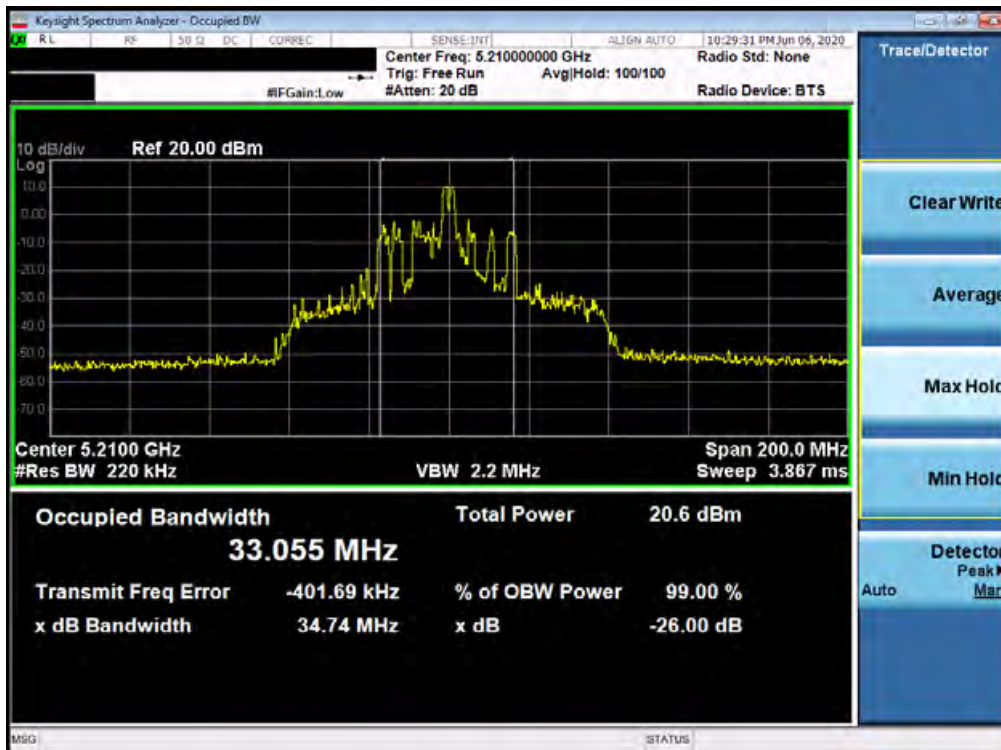 Keysight Spectrum Analyzer - Occupied BW
RL RF 50 Ω DC CORREC SENSE:INT ALIGN AUTO 10:29:31 PM Jun 06, 2020
Center Freq: 5.210000000 GHz Radio Std: None
Trig: Free Run Avg|Hold: 100/100
#IFGain:Low #Atten: 20 dB Radio Device: BTS
10 dB/div Ref 20.00 dBm
Log
10.0
0.00
-10.0
-20.0
-30.0
-40.0
-50.0
-60.0
-70.0
Center 5.2100 GHz Span 200.0 MHz
#Res BW 220 kHz VBW 2.2 MHz Sweep 3.867 ms
Occupied Bandwidth Total Power 20.6 dBm
33.055 MHz
Transmit Freq Error -401.69 kHz % of OBW Power 99.00 %
x dB Bandwidth 34.74 MHz x dB -26.00 dB
MSG STATUS
Trace/Detector
Clear Write
Average
Max Hold
Min Hold
Detector
Peak
Auto Man